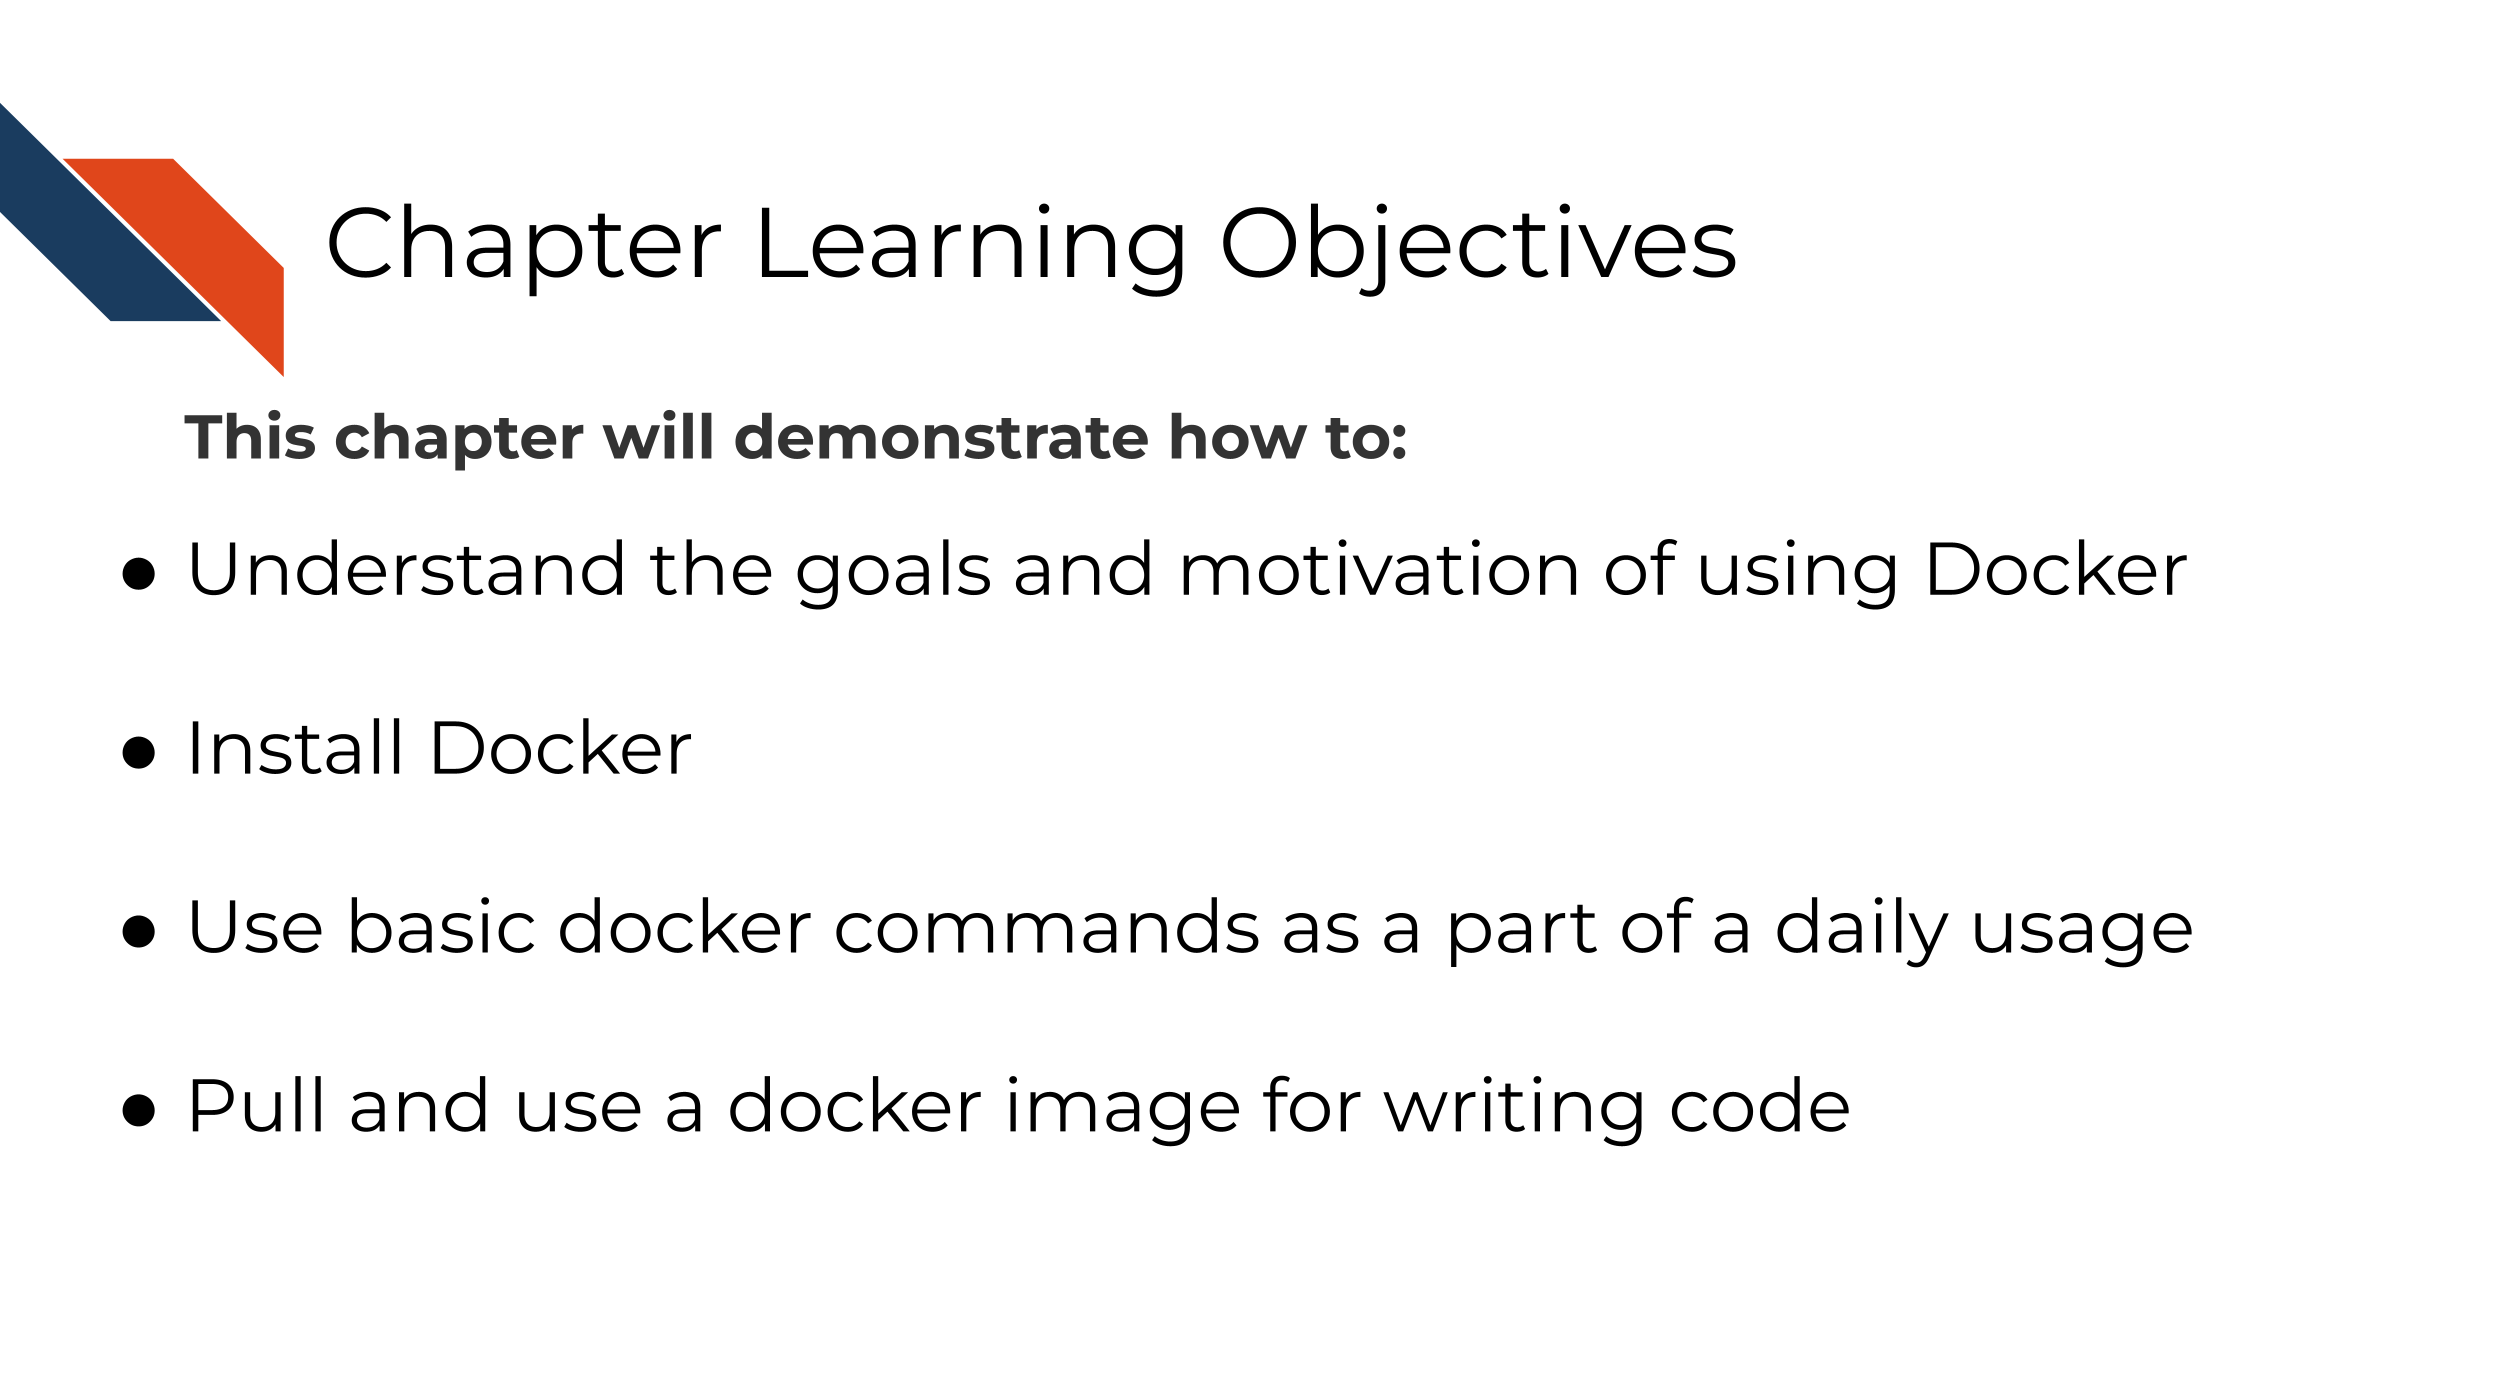 Chapter Learning Objectives
This chapter will demonstrate how to:
● Understand the goals and motivations of using Docker
● Install Docker
● Use basic docker commands as a part of a daily usage
● Pull and use a docker image for writing code